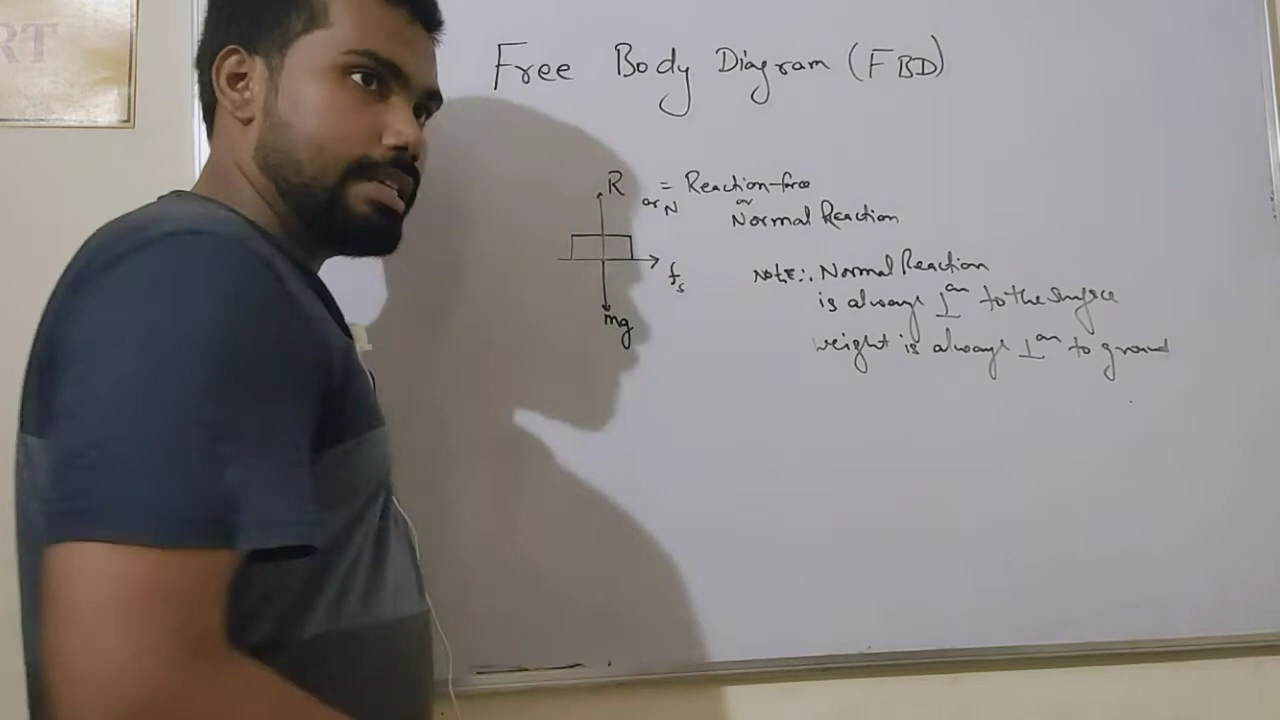 RT
Free Body Diagram (FBD)
R = Reaction-force
or N or
Normal Reaction
fs
mg
NOTE:. Normal Reaction
is always ⊥ar to the surface
weight is always ⊥ar to ground